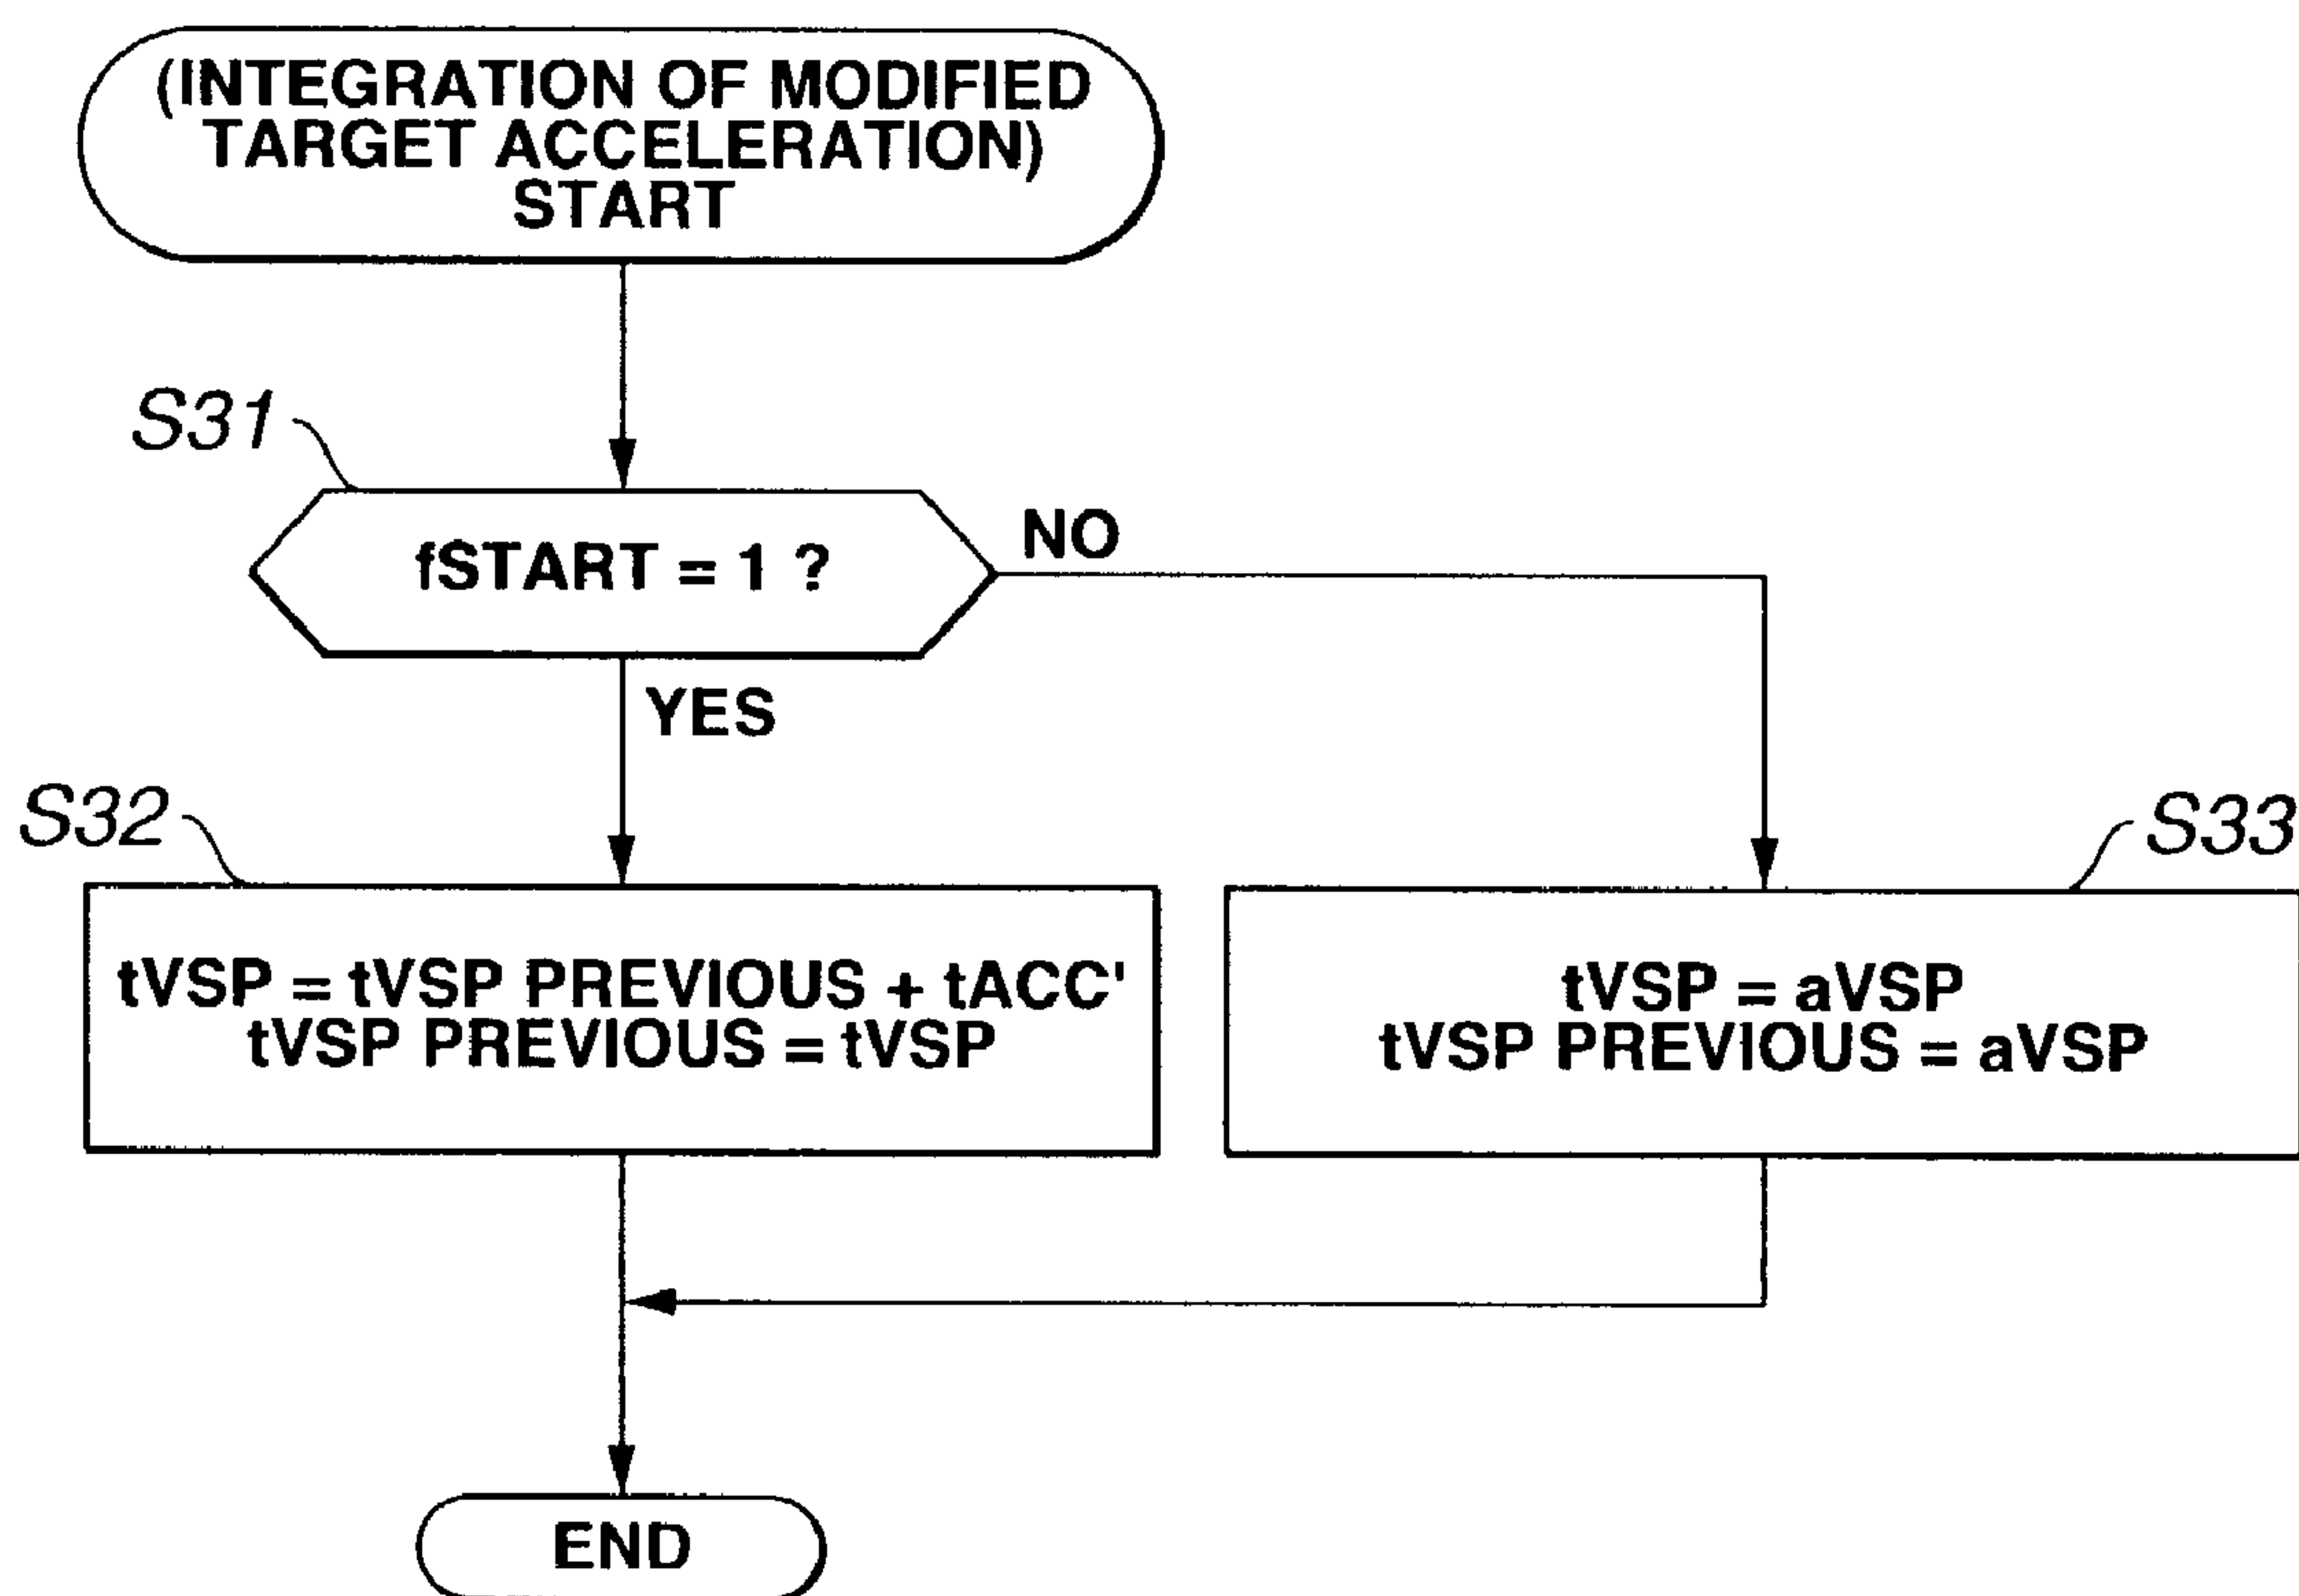 (INTEGRATION OF MODIFIED
TARGET ACCELERATION)
START
S31
fSTART = 1 ?
NO
YES
S32
S33
tVSP = tVSP PREVIOUS + tACC'
tVSP PREVIOUS = tVSP
tVSP = aVSP
tVSP PREVIOUS = aVSP
END